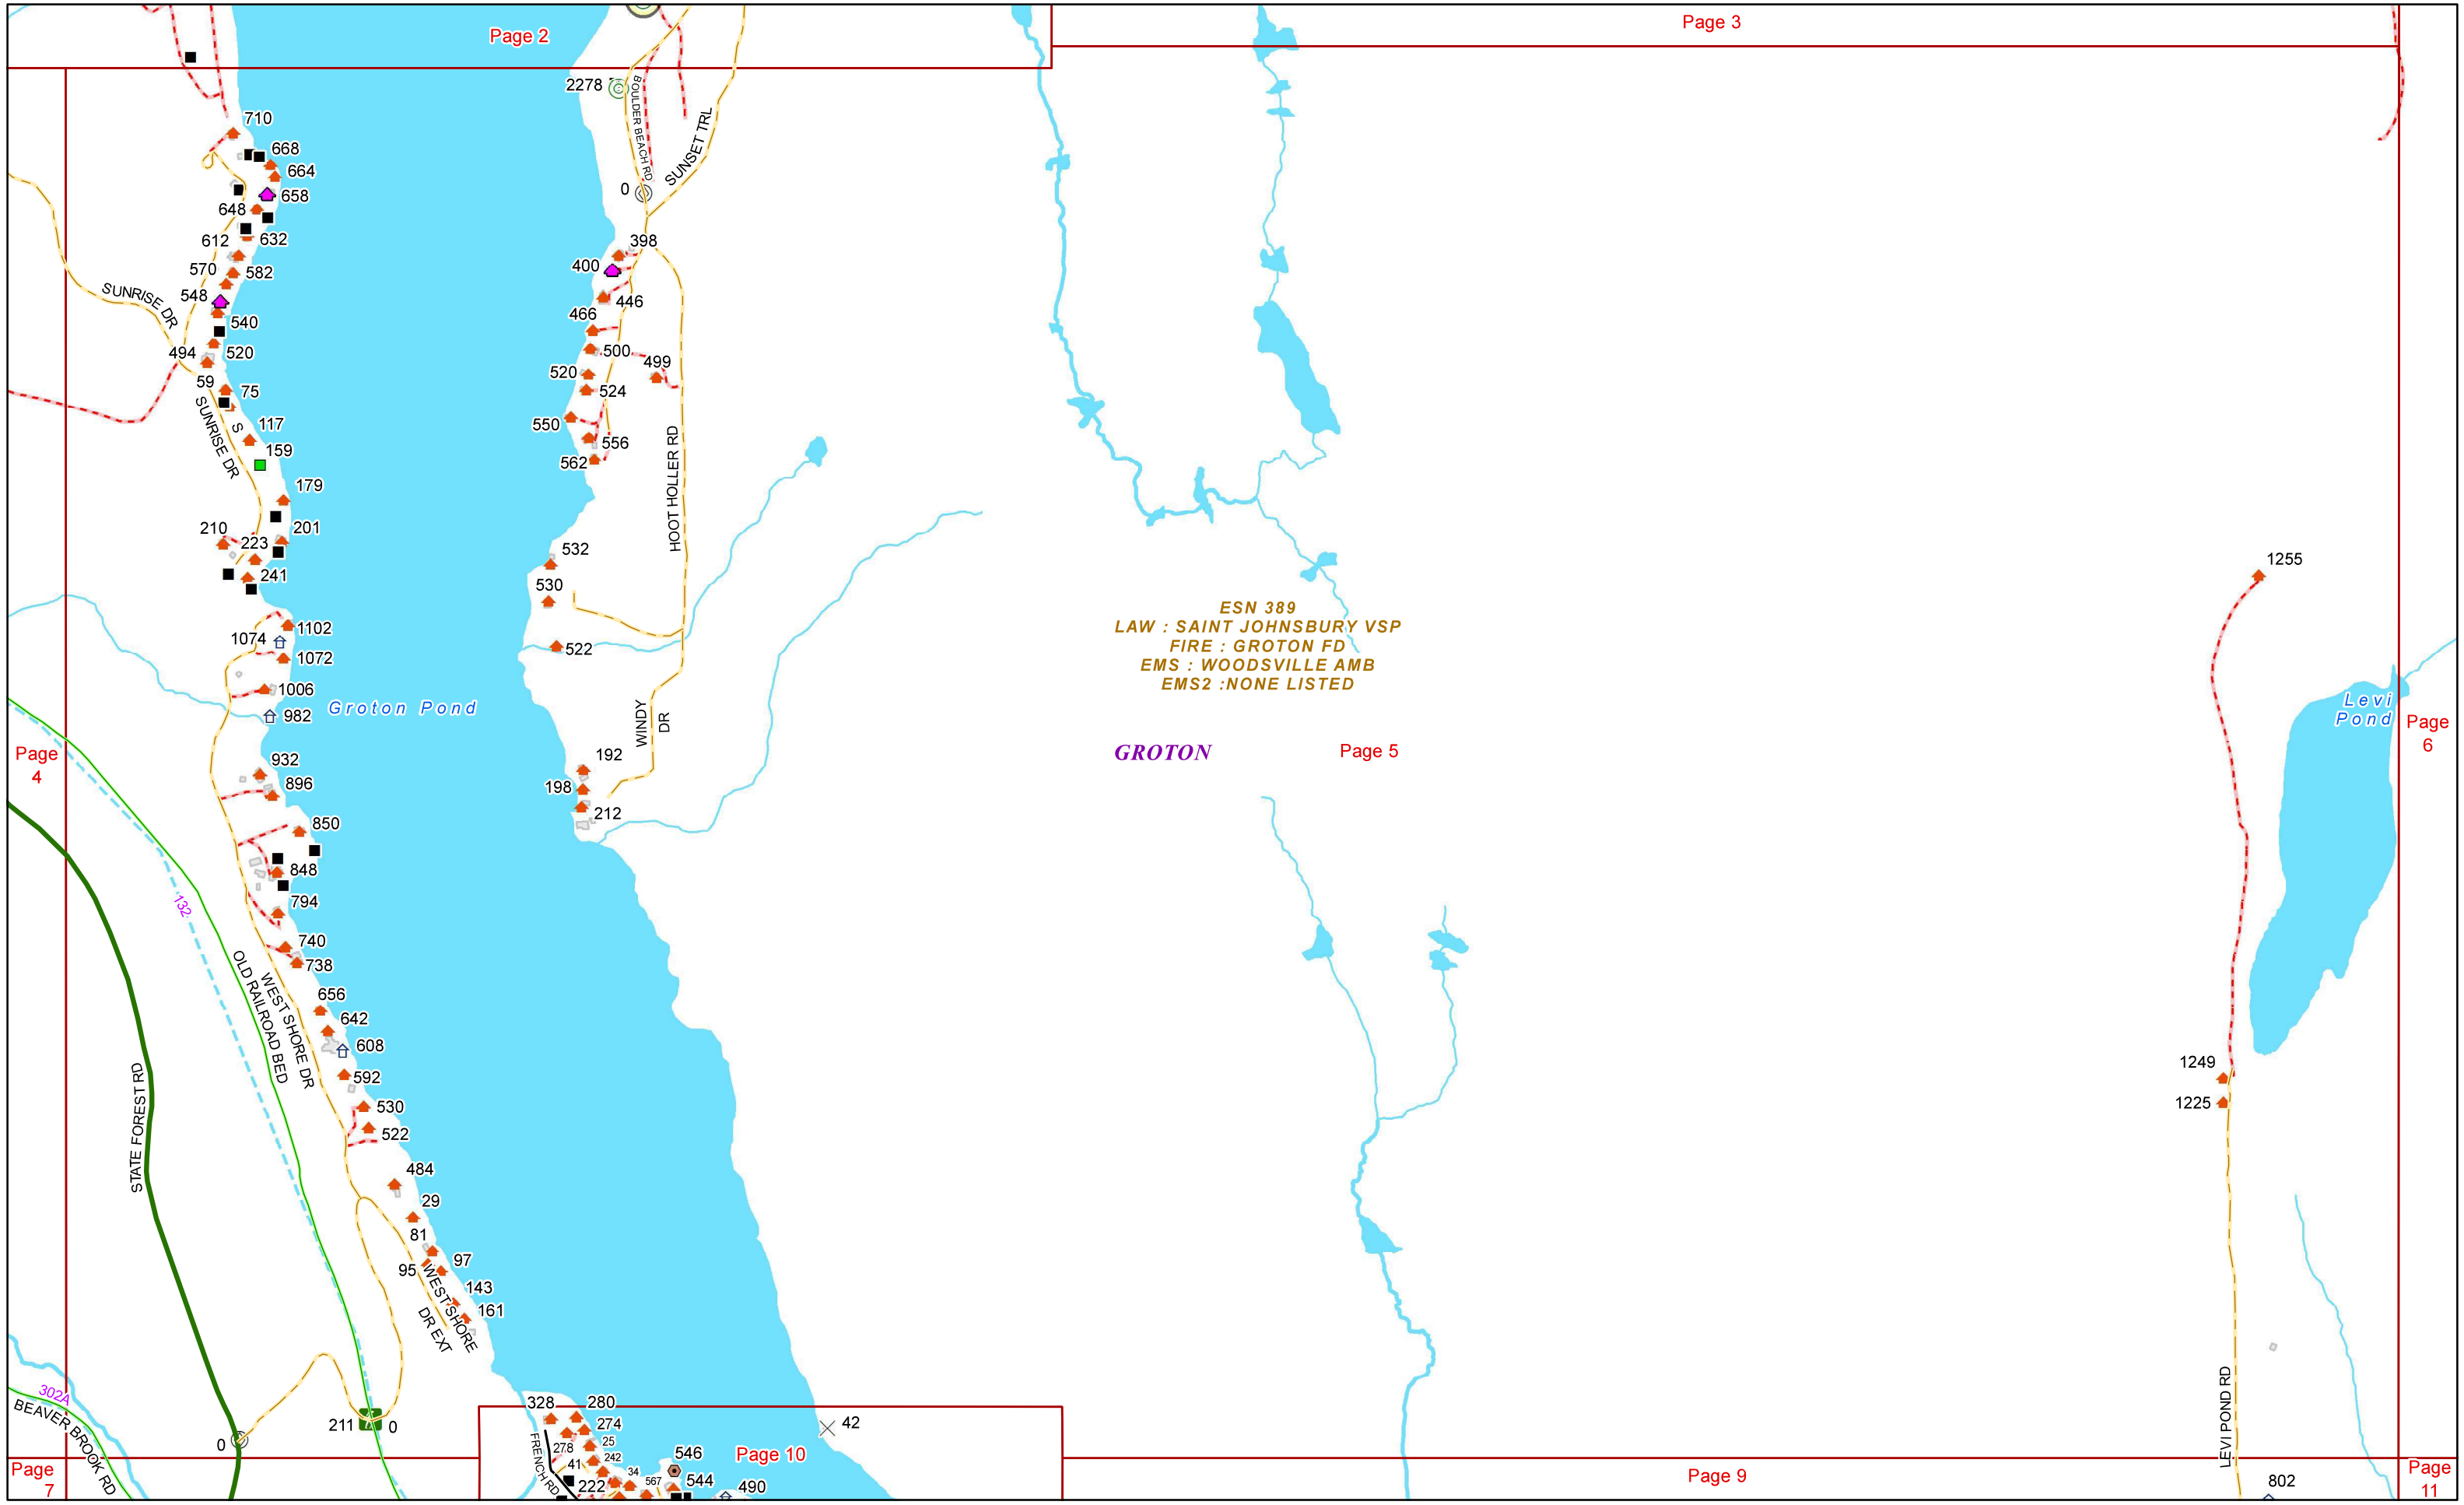 Page 2
Page 3
2278
BOULDER BEACH RD
SUNSET TRL
0
710
668
664
658
648
632
612
570
582
548
540
520
494
SUNRISE DR
59
75
S
SUNRISE DR
117
159
179
201
210
223
241
398
400
446
466
500
499
520
524
550
556
562
HOOT HOLLER RD
532
530
522
1102
1074
1072
1006
982
Groton Pond
WINDY
DR
192
198
212
932
896
850
848
794
740
738
656
642
608
592
530
522
484
29
81
95
97
143
161
ESN 389
LAW : SAINT JOHNSBURY VSP
FIRE : GROTON FD
EMS : WOODSVILLE AMB
EMS2 :NONE LISTED
GROTON
Page 5
1255
Levi
Pond
Page
6
Page
4
132
OLD RAILROAD BED
WEST SHORE DR
STATE FOREST RD
WEST SHORE
DR EXT
1249
1225
LEVI POND RD
302A
BEAVER BROOK RD
211
0
0
Page
7
328
280
274
278
25
242
41
34
567
222
FRENCH RD
546
544
490
Page 10
42
Page 9
802
Page
11